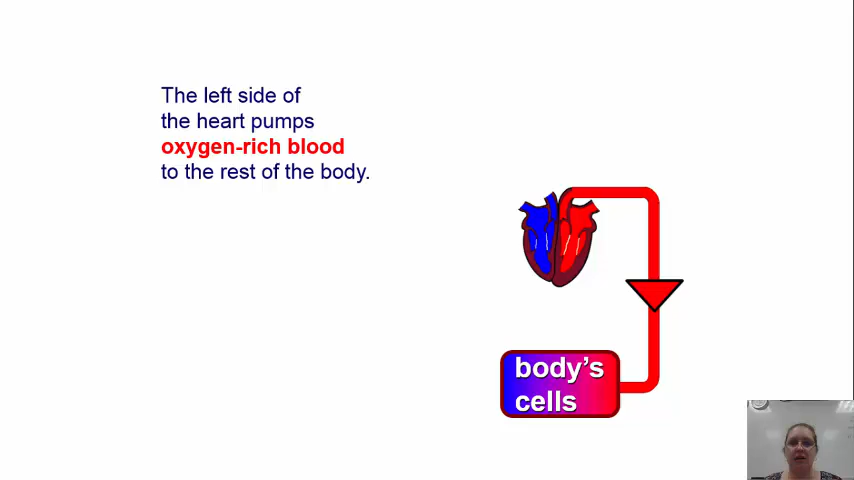 The left side of
the heart pumps
oxygen-rich blood
to the rest of the body.
body's
cells